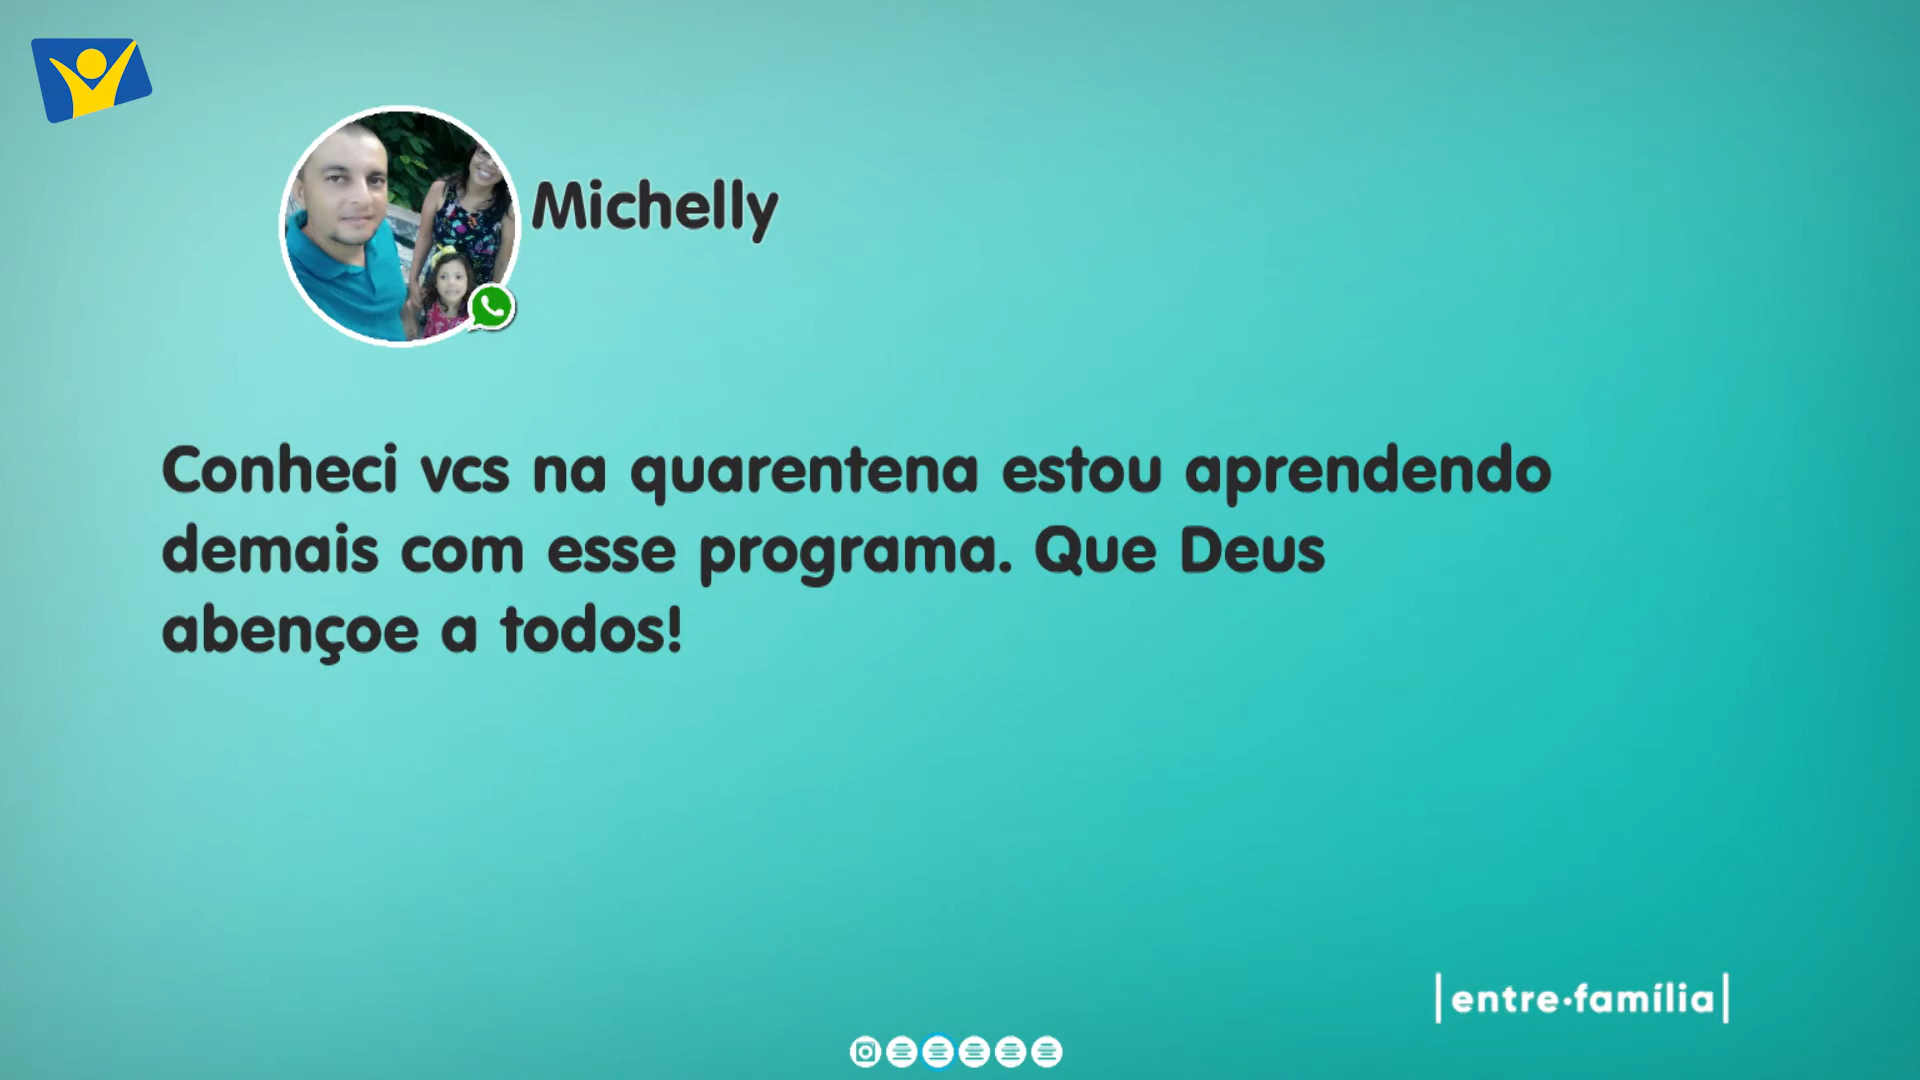 Michelly
Conheci vcs na quarentena estou aprendendo
demais com esse programa. Que Deus
abençoe a todos!
|entre•família|